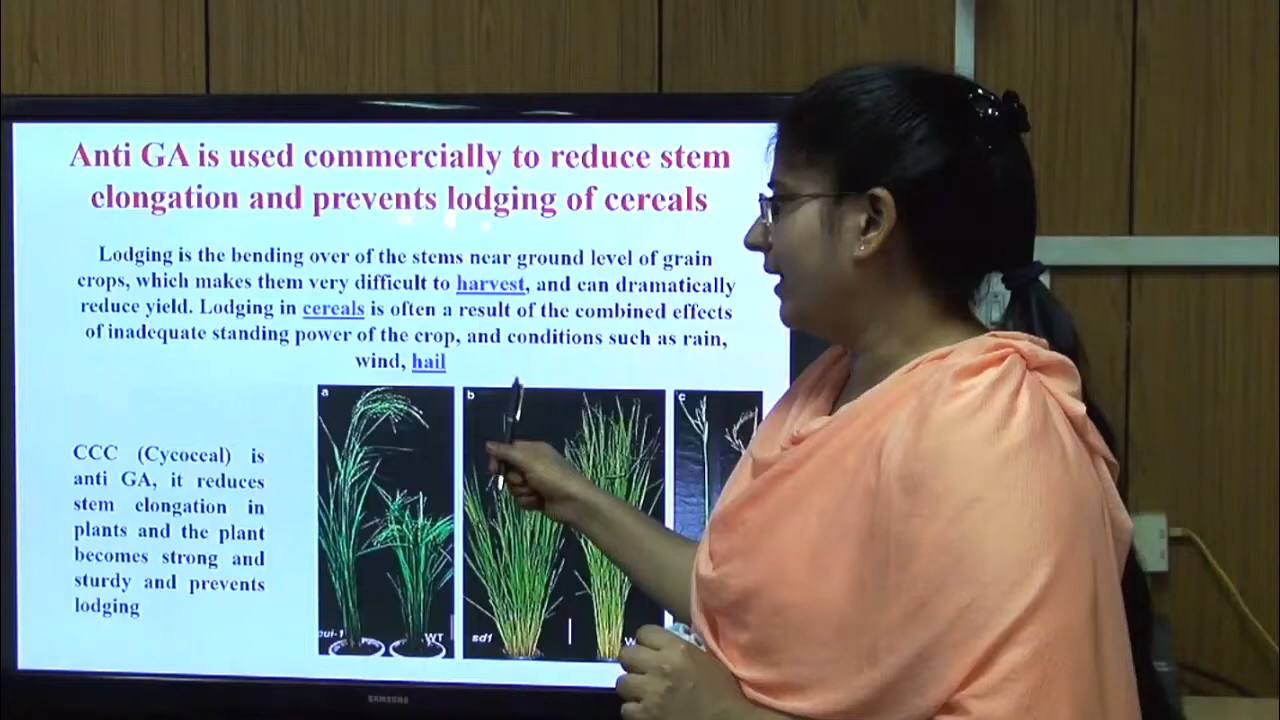 Anti GA is used commercially to reduce stem
elongation and prevents lodging of cereals
Lodging is the bending over of the stems near ground level of grain
crops, which makes them very difficult to harvest, and can dramatically
reduce yield. Lodging in cereals is often a result of the combined effects
of inadequate standing power of the crop, and conditions such as rain,
wind, hail
a
b
c
CCC (Cycoceal) is
anti GA, it reduces
stem elongation in
plants and the plant
becomes strong and
sturdy and prevents
lodging
eui-1
WT
sd1
SAMSUNG